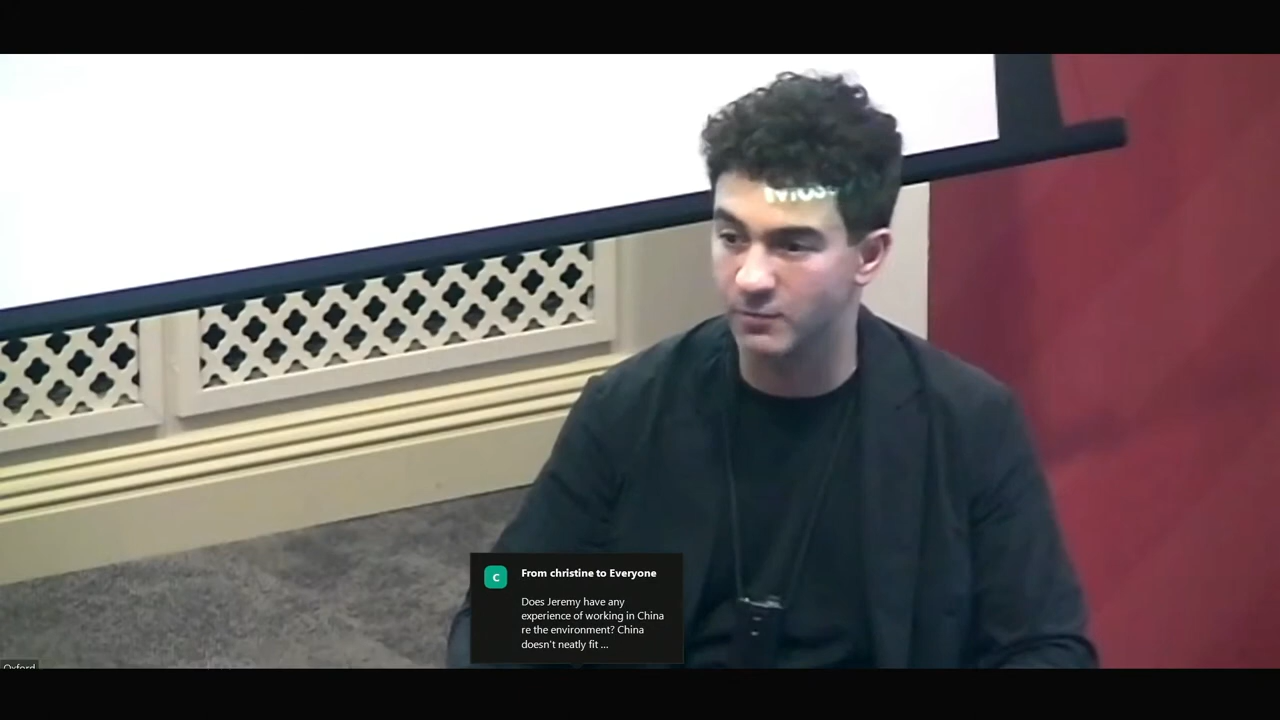 From christine to Everyone
C
Does Jeremy have any
experience of working in China
re the environment? China
doesn't neatly fit ...
Oxford